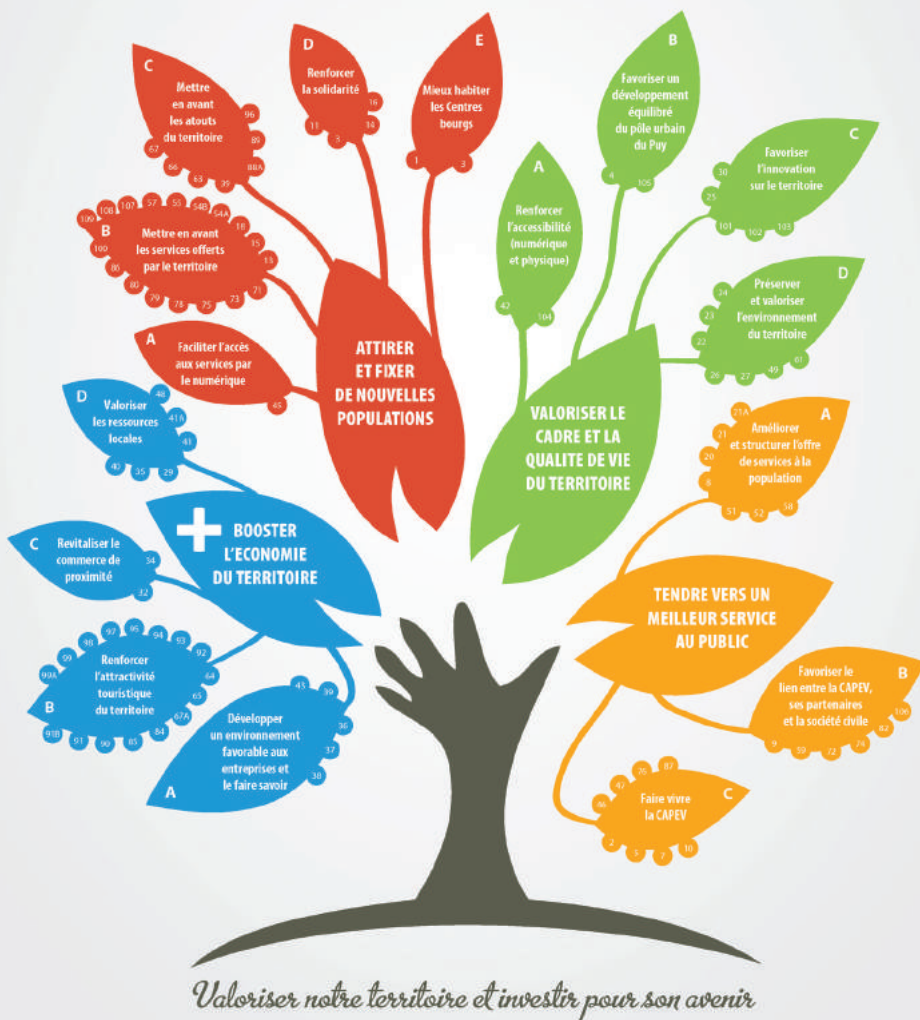 C
Mettre
en avant
les atouts
du territoire
96
89
88A
67
66
63
35
D
Renforcer
la solidarité
16
14
3
11
E
Mieux habiter
les Centres
bourgs
1
3
B
Mettre en avant
les services offerts
par le territoire
109
108
107
57
55
54B
54A
18
15
13
100
86
80
79
78
75
73
71
A
Faciliter l'accès
aux services par
le numérique
45
ATTIRER
ET FIXER
DE NOUVELLES
POPULATIONS
A
Renforcer
l'accessibilité
(numérique
et physique)
42
104
B
Favoriser un
développement
équilibré
du pôle urbain
du Puy
4
105
C
Favoriser
l'innovation
sur le territoire
30
25
101
102
103
D
Préserver
et valoriser
l'environnement
du territoire
24
23
22
26
27
49
81
VALORISER LE
CADRE ET LA
QUALITE DE VIE
DU TERRITOIRE
D
Valoriser
les ressources
locales
48
41A
41
40
35
29
C
Revitaliser le
commerce de
proximité
34
32
B
Renforcer
l'attractivité
touristique
du territoire
99A
99
98
97
95
94
93
92
64
65
67A
84
85
90
91
91B
A
Développer
un environnement
favorable aux
entreprises et
le faire savoir
43
39
36
37
38
BOOSTER
L'ECONOMIE
DU TERRITOIRE
A
Améliorer
et structurer l'offre
de services à la
population
21A
21
20
8
51
52
58
B
Favoriser le
lien entre la CAPEV,
ses partenaires
et la société civile
9
59
72
74
82
106
C
Faire vivre
la CAPEV
46
47
76
87
2
5
7
10
TENDRE VERS UN
MEILLEUR SERVICE
AU PUBLIC
Valoriser notre territoire et investir pour son avenir